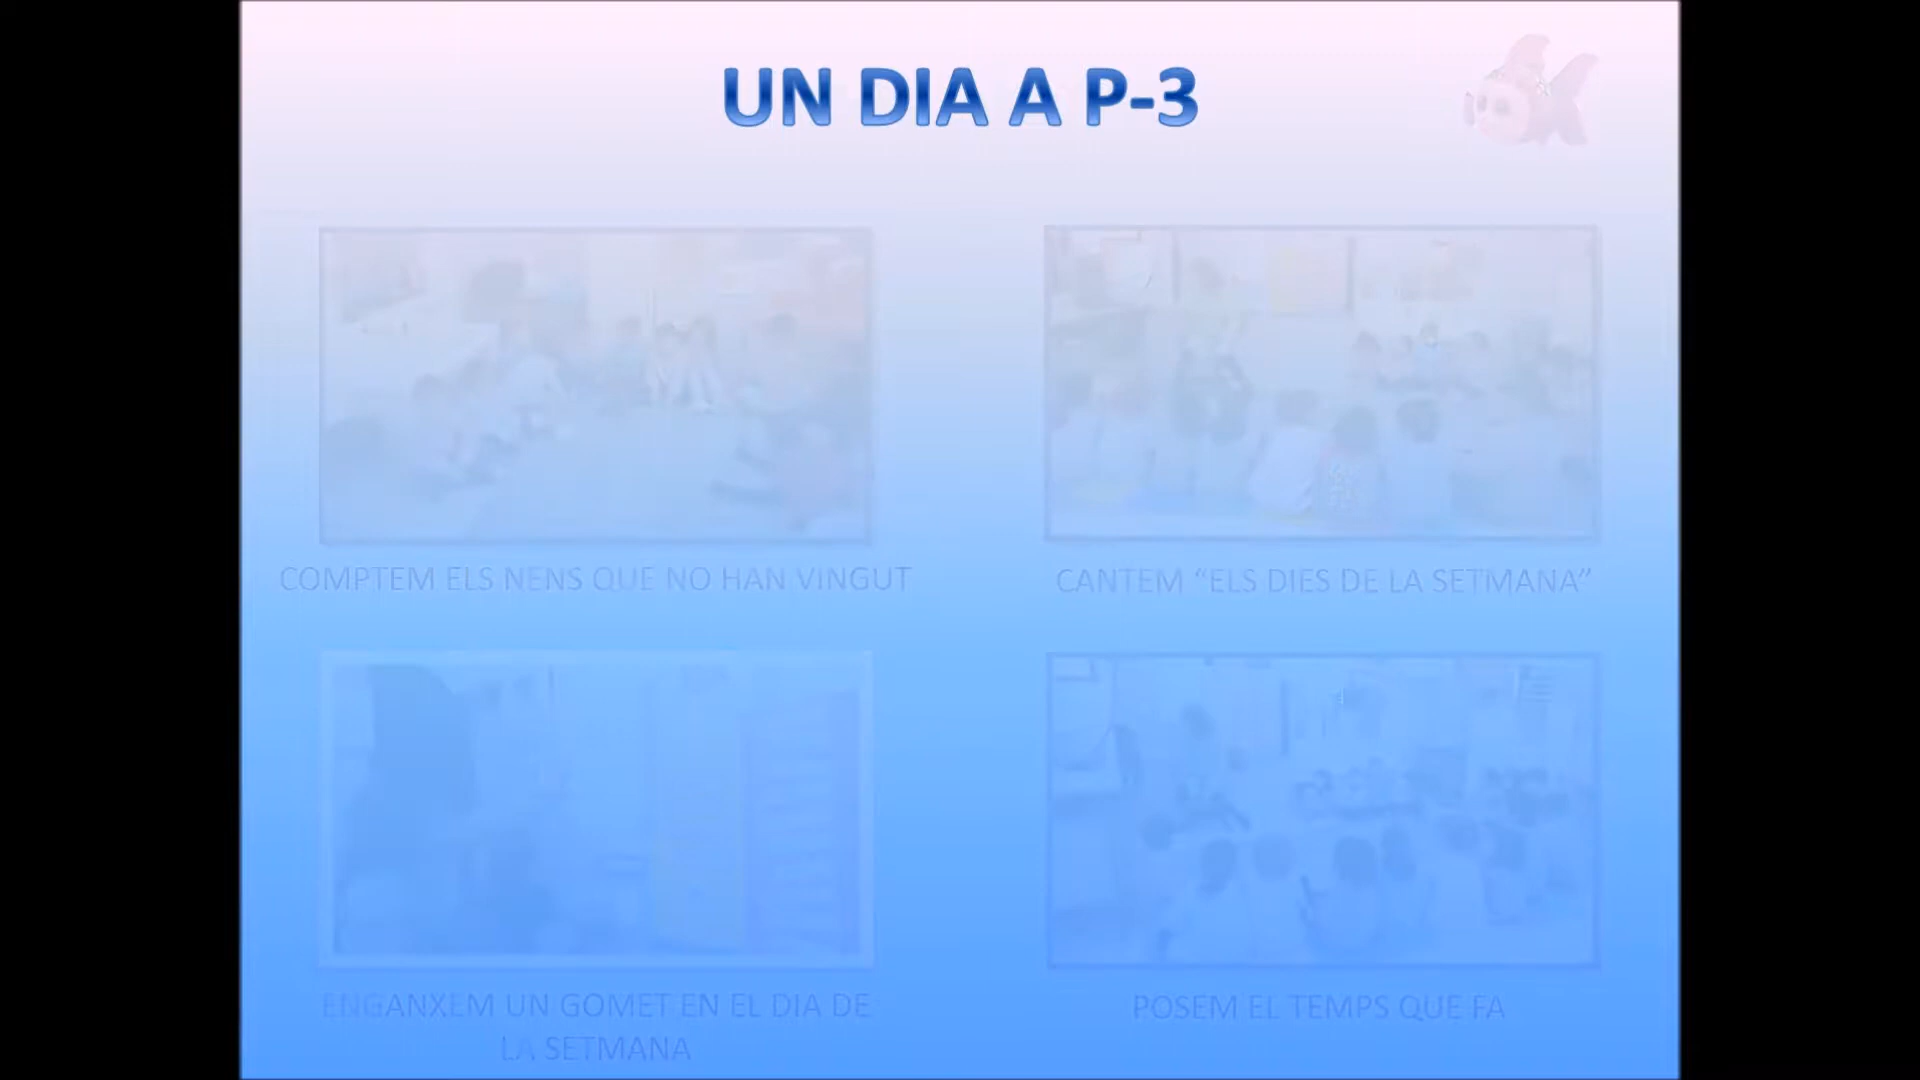 UN DIA A P-3
COMPTEM ELS NENS QUE NO HAN VINGUT
CANTEM “ELS DIES DE LA SETMANA”
ENGANXEM UN GOMET EN EL DIA DE
LA SETMANA
POSEM EL TEMPS QUE FA